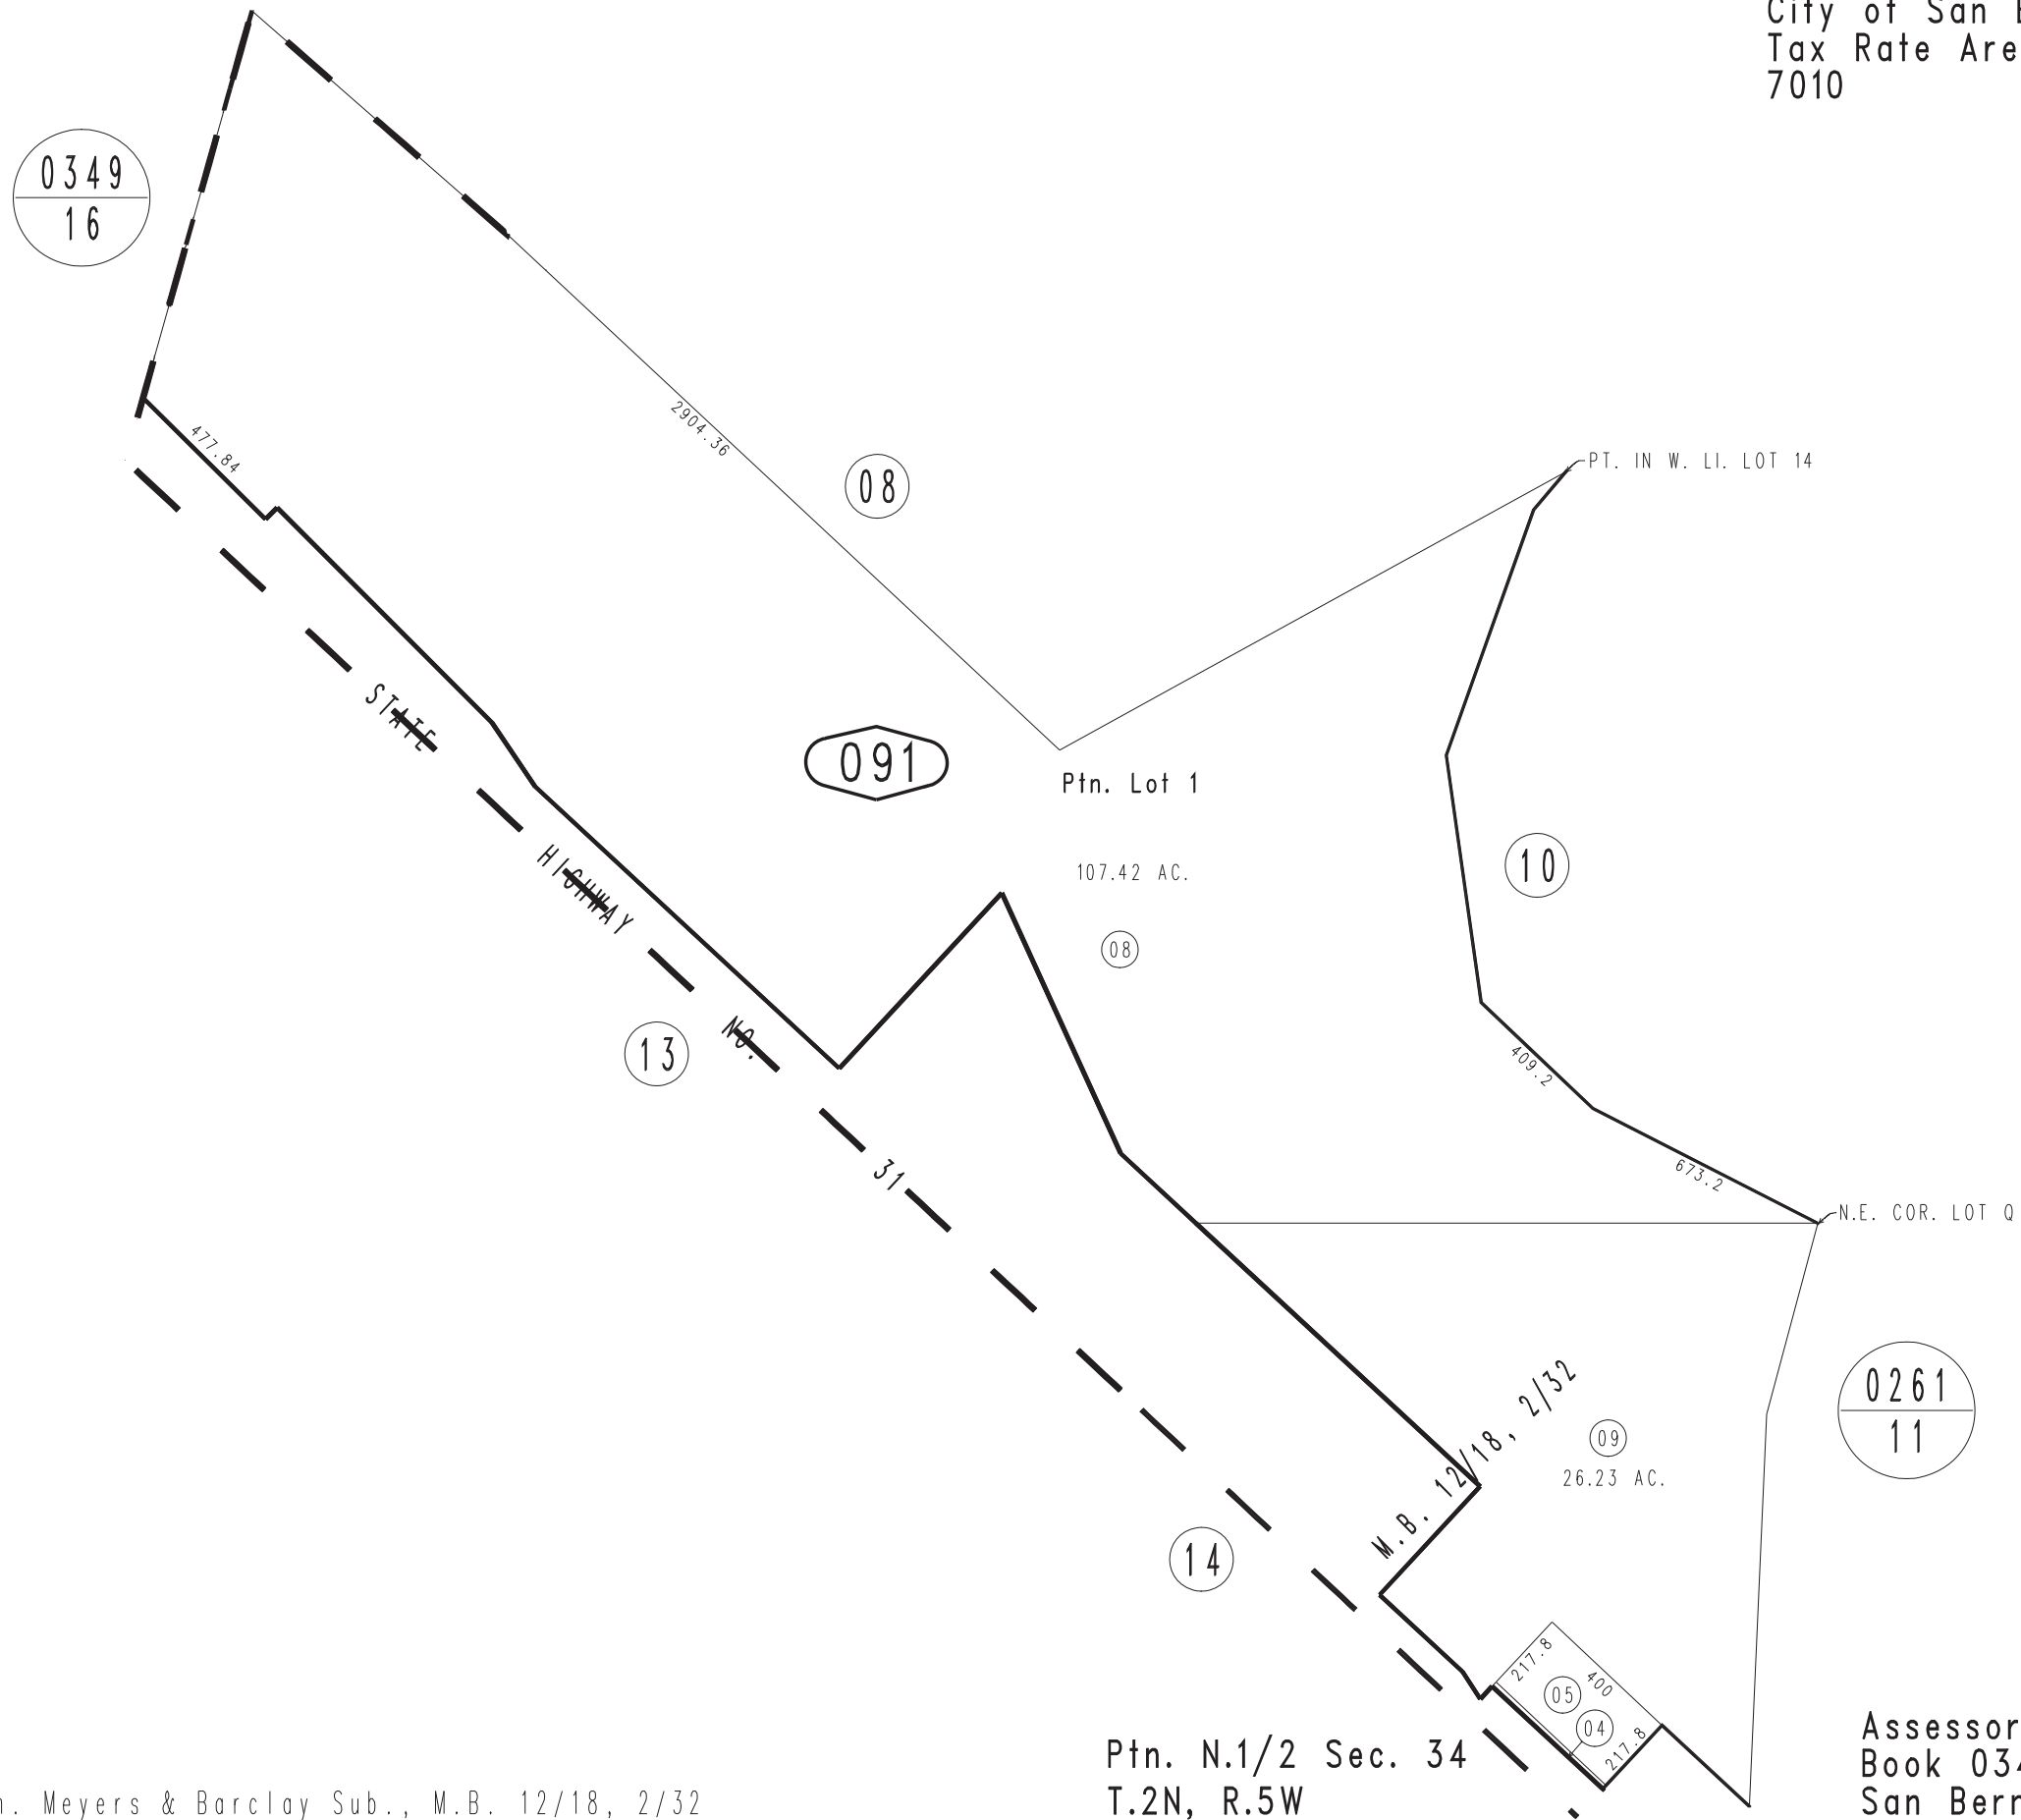 City of San
Tax Rate
7010
0349
16
477.84
2904.36
08
PT. IN W. LI. LOT 14
STATE HIGHWAY NO. 31
091
Ptn. Lot 1
107.42 AC.
08
10
13
409.2
673.2
N.E. COR. LOT Q
0261
11
M.B. 12/18, 2/32
09
26.23 AC.
14
217.8
400
05
04
217.8
Ptn. N.1/2 Sec. 34
T.2N, R.5W
Assessor
Book
San
Meyers & Barclay Sub., M.B. 12/18, 2/32